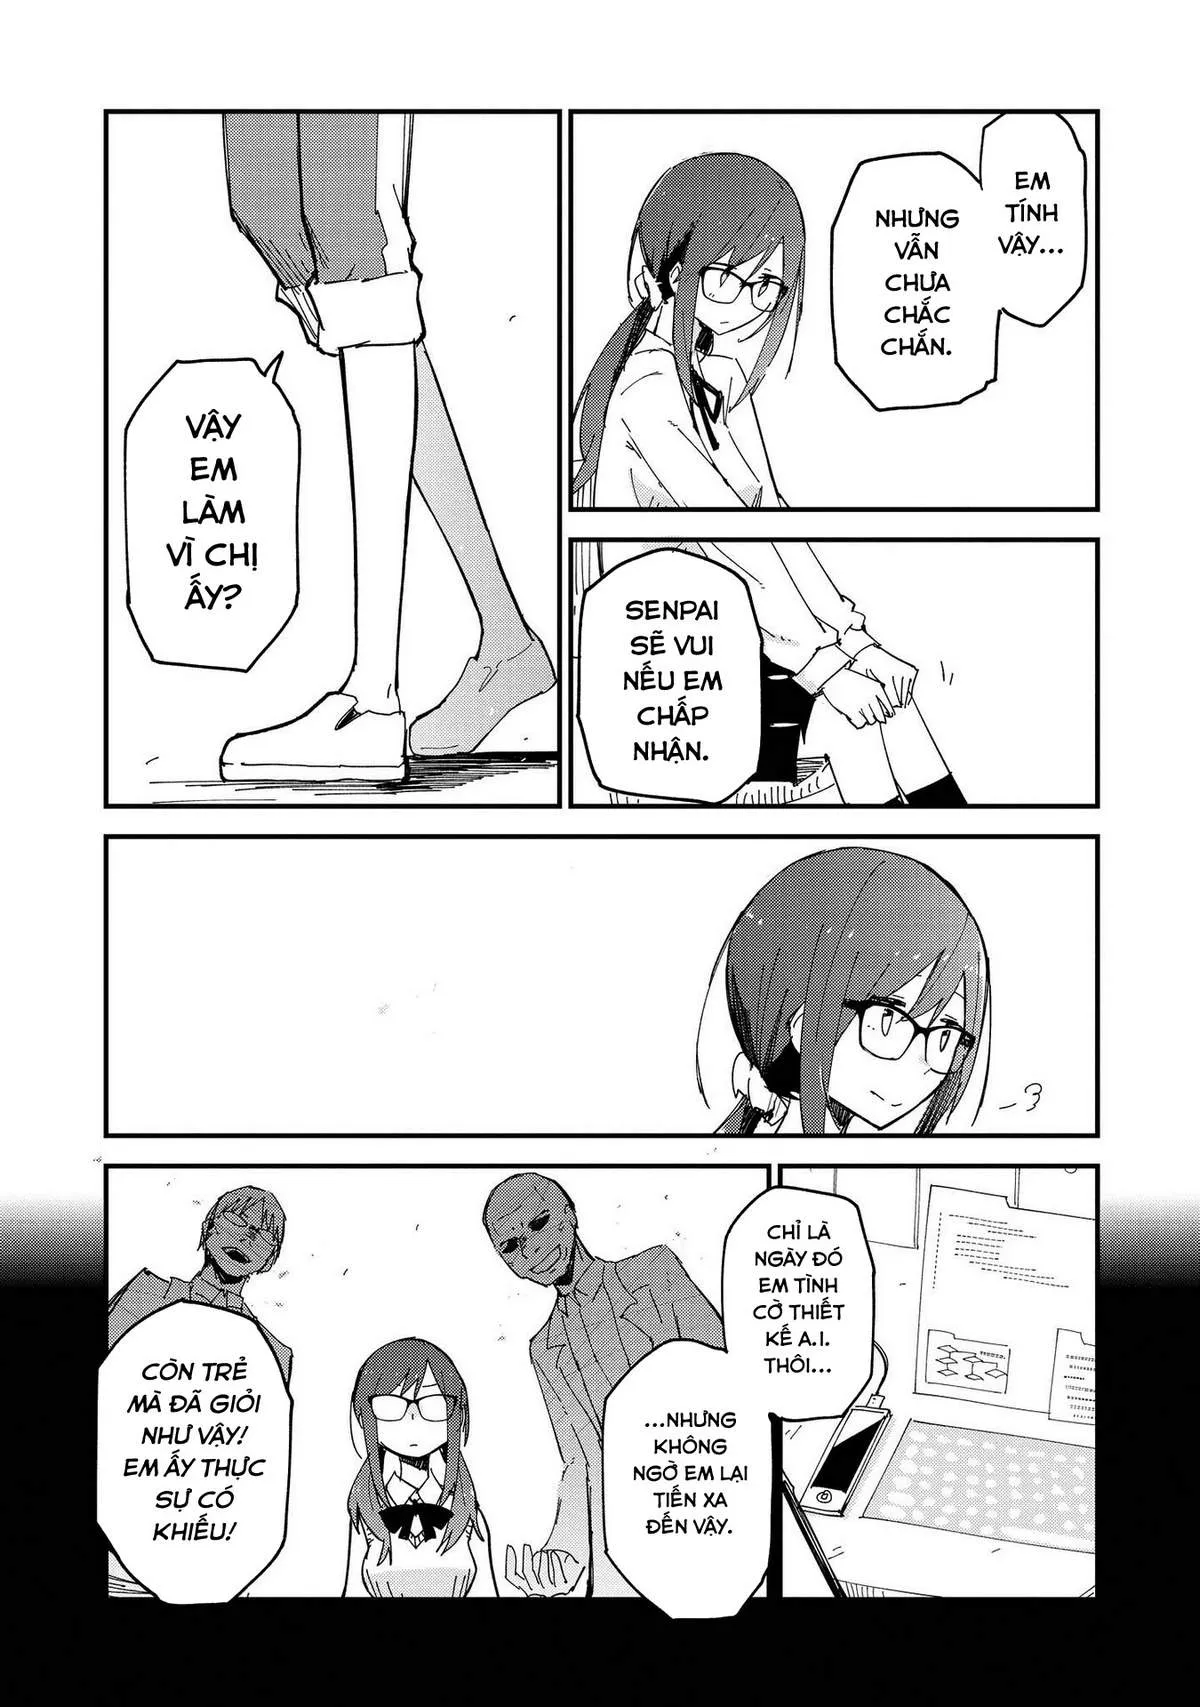 EM
TÍNH
VẬY...
NHƯNG
VẪN
CHƯA
CHẮC
CHẮN.
VẬY
EM
LÀM
VÌ CHỊ
ẤY?
SENPAI
SẼ VUI
NẾU EM
CHẤP
NHẬN.
CHỈ LÀ
NGÀY ĐÓ
EM TÌNH
CỜ THIẾT
KẾ A.I.
THÔI...
...NHƯNG
KHÔNG
NGỜ EM LẠI
TIẾN XA
ĐẾN VẬY.
CÒN TRẺ
MÀ ĐÃ GIỎI
NHƯ VẬY!
EM ẤY THỰC
SỰ CÓ
KHIẾU!